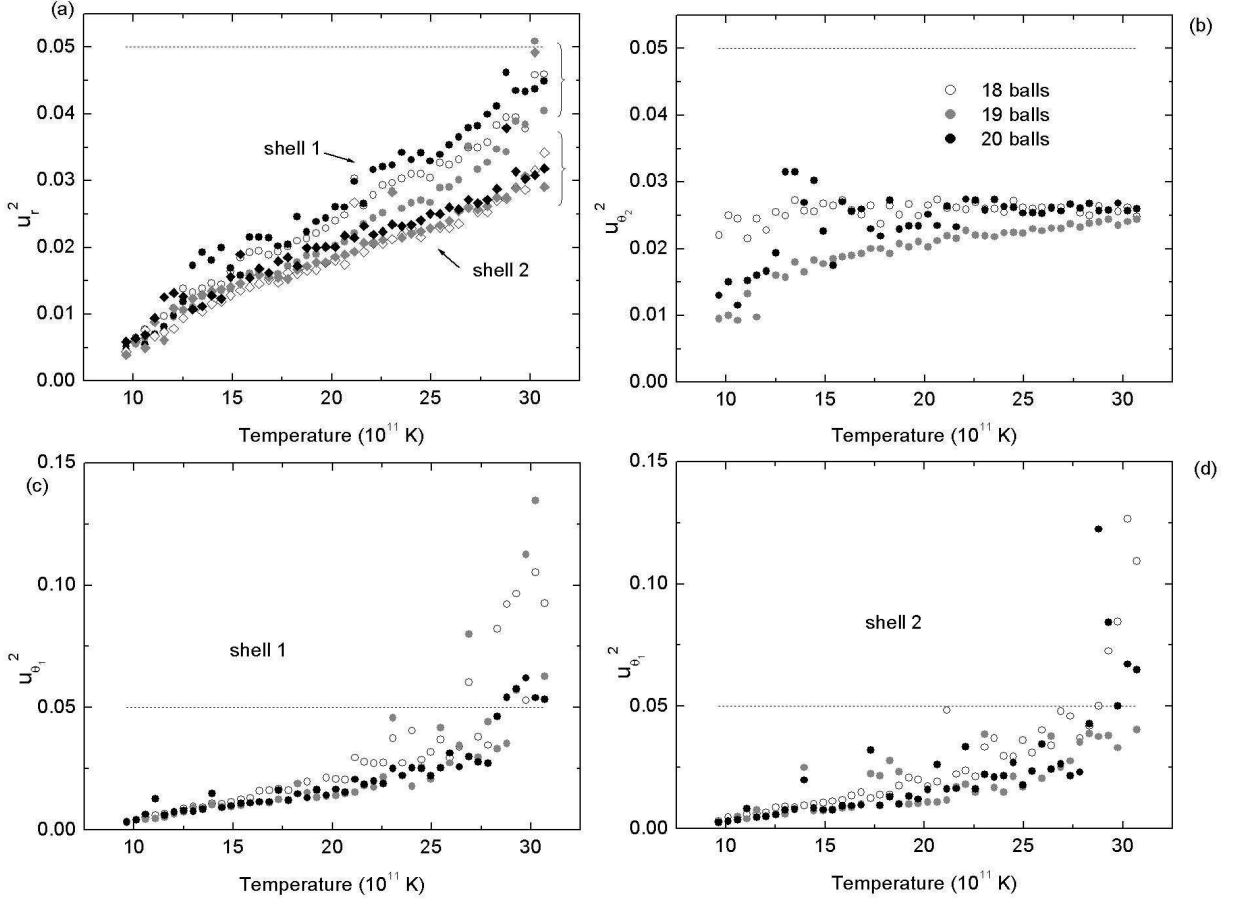 (a)
0.05
0.04
0.03
0.02
0.01
0.00
u_r^2
shell 1
shell 2
10 15 20 25 30
Temperature (10^11 K)
(b)
0.05
0.04
0.03
0.02
0.01
0.00
u_θ2^2
18 balls
19 balls
20 balls
10 15 20 25 30
Temperature (10^11 K)
(c)
0.15
0.10
0.05
0.00
u_θ1^2
shell 1
10 15 20 25 30
Temperature (10^11 K)
(d)
0.15
0.10
0.05
0.00
u_θ1^2
shell 2
10 15 20 25 30
Temperature (10^11 K)